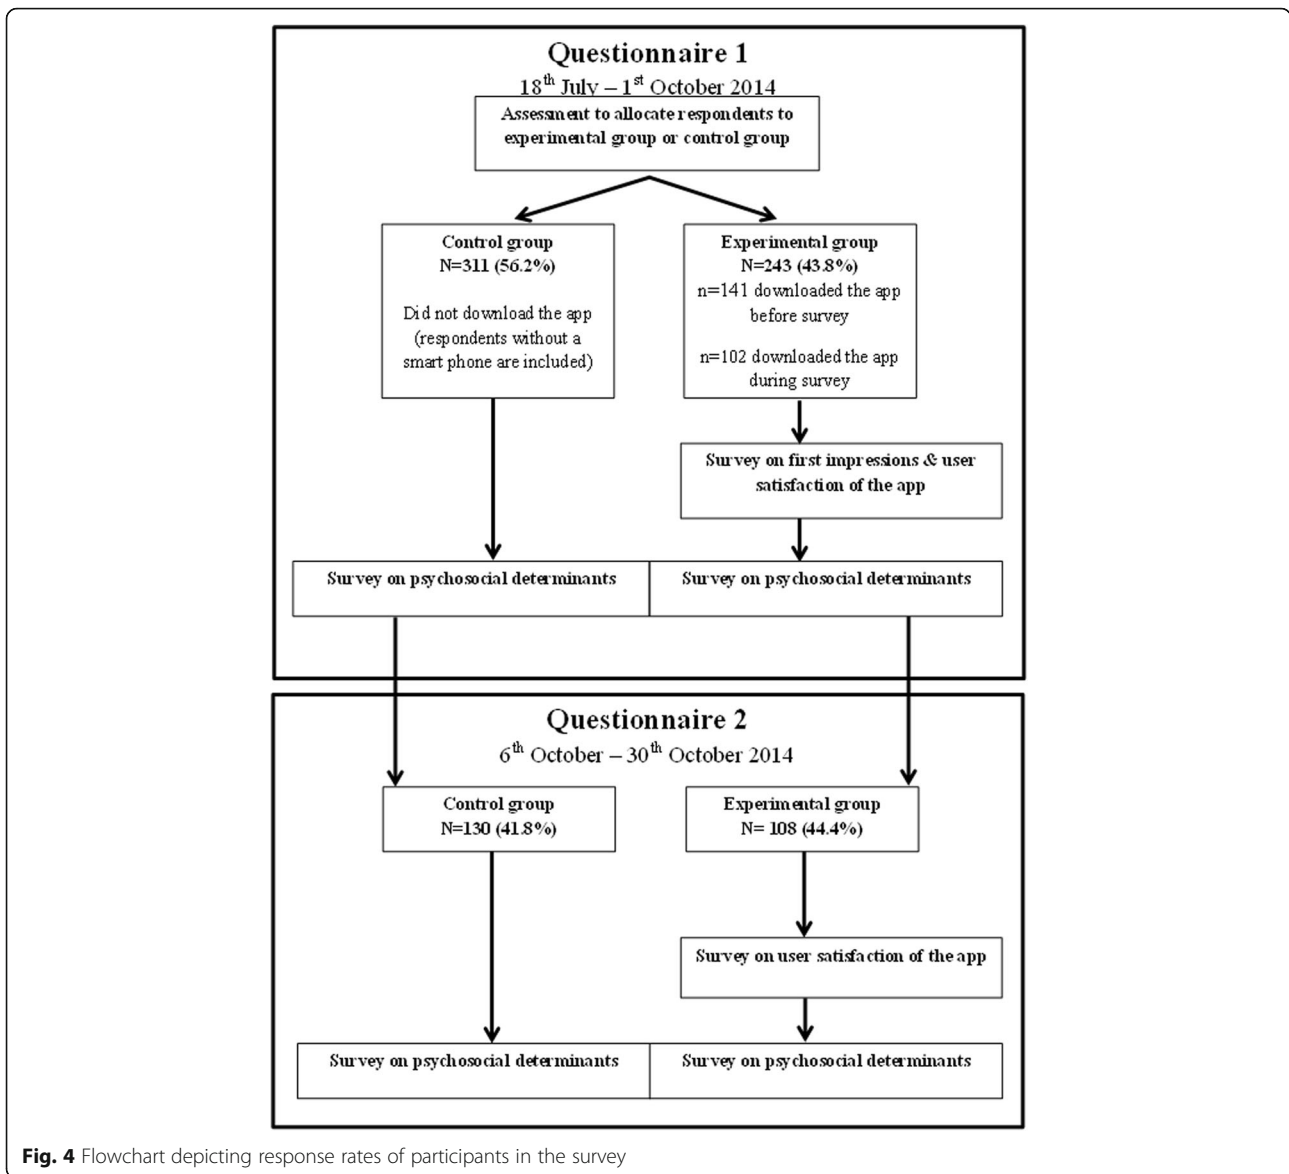 Questionnaire 1
18th July – 1st October 2014
Assessment to allocate respondents to
experimental group or control group
Control group
N=311 (56.2%)
Did not download the app
(respondents without a
smart phone are included)
Experimental group
N=243 (43.8%)
n=141 downloaded the app
before survey
n=102 downloaded the app
during survey
Survey on first impressions & user
satisfaction of the app
Survey on psychosocial determinants
Survey on psychosocial determinants
Questionnaire 2
6th October – 30th October 2014
Control group
N=130 (41.8%)
Experimental group
N= 108 (44.4%)
Survey on user satisfaction of the app
Survey on psychosocial determinants
Survey on psychosocial determinants
Fig. 4 Flowchart depicting response rates of participants in the survey